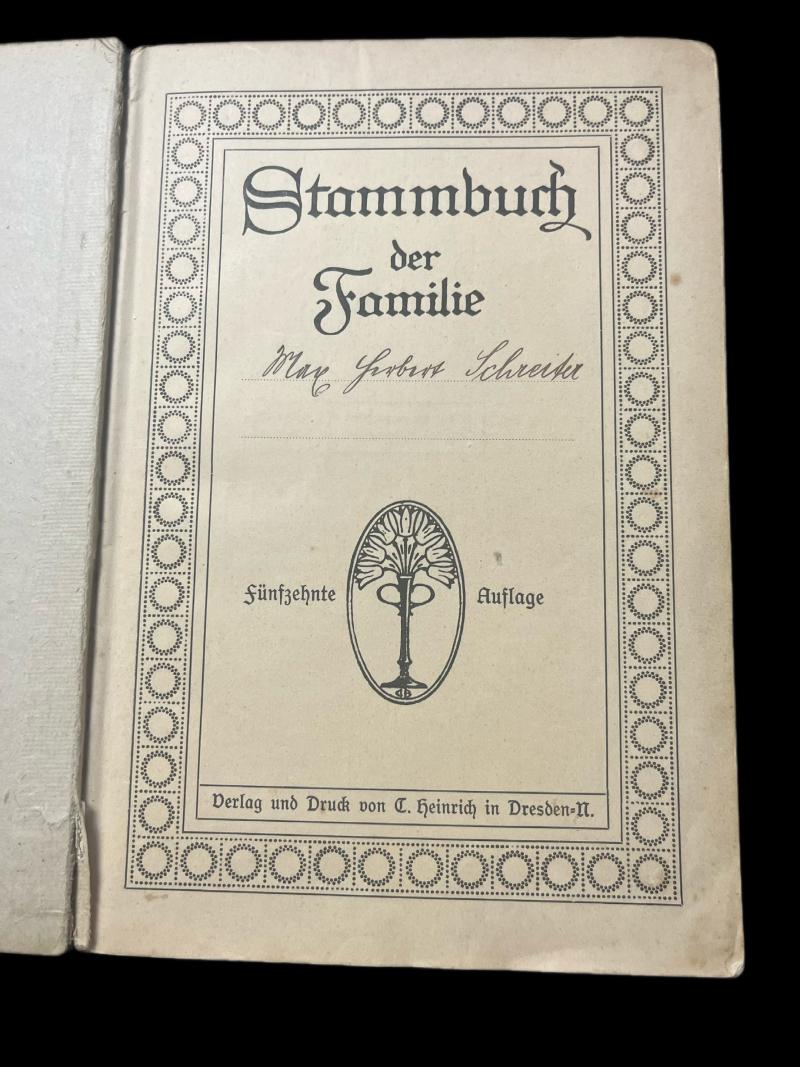 Stammbuch
der
Familie
Max Herbert Schreiter
Fünfzehnte Auflage
Verlag und Druck von C. Heinrich in Dresden-N.